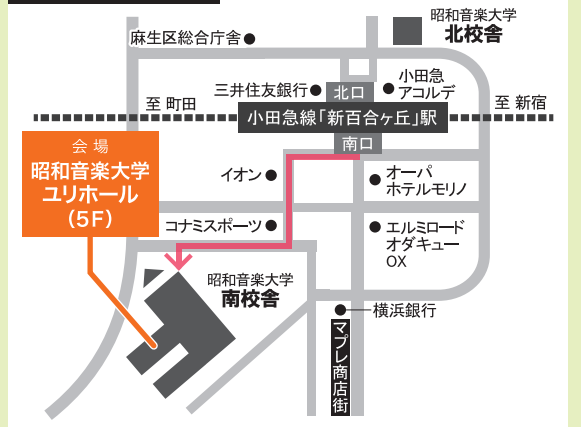 昭和音楽大学
北校舎
麻生区総合庁舎
小田急
アコルデ
三井住友銀行
北口
至 町田
至 新宿
小田急線「新百合ヶ丘」駅
南口
会 場
昭和音楽大学
ユリホール
（5F）
イオン
オーパ
ホテルモリノ
コナミスポーツ
エルミロード
オダキュー
OX
昭和音楽大学
南校舎
横浜銀行
マプレ商店街